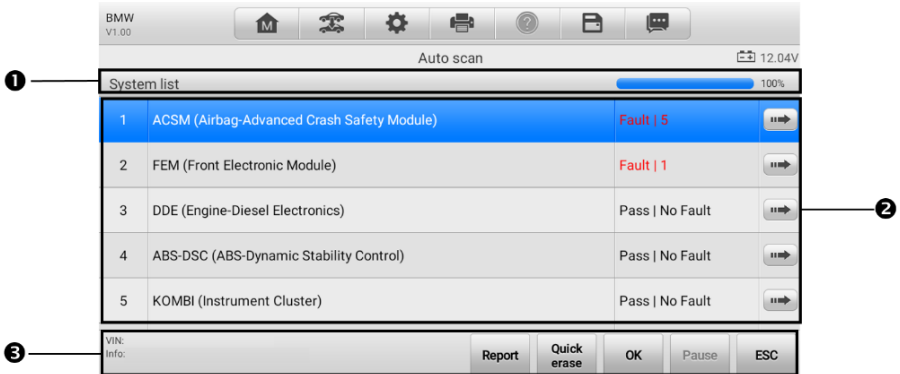 BMW
V1.00
M
?
Auto scan
12.04V
❶
System list
100%
1 ACSM (Airbag-Advanced Crash Safety Module) Fault | 5
2 FEM (Front Electronic Module) Fault | 1
3 DDE (Engine-Diesel Electronics) Pass | No Fault
❷
4 ABS-DSC (ABS-Dynamic Stability Control) Pass | No Fault
5 KOMBI (Instrument Cluster) Pass | No Fault
❸
VIN:
Info:
Report
Quick
erase
OK
Pause
ESC